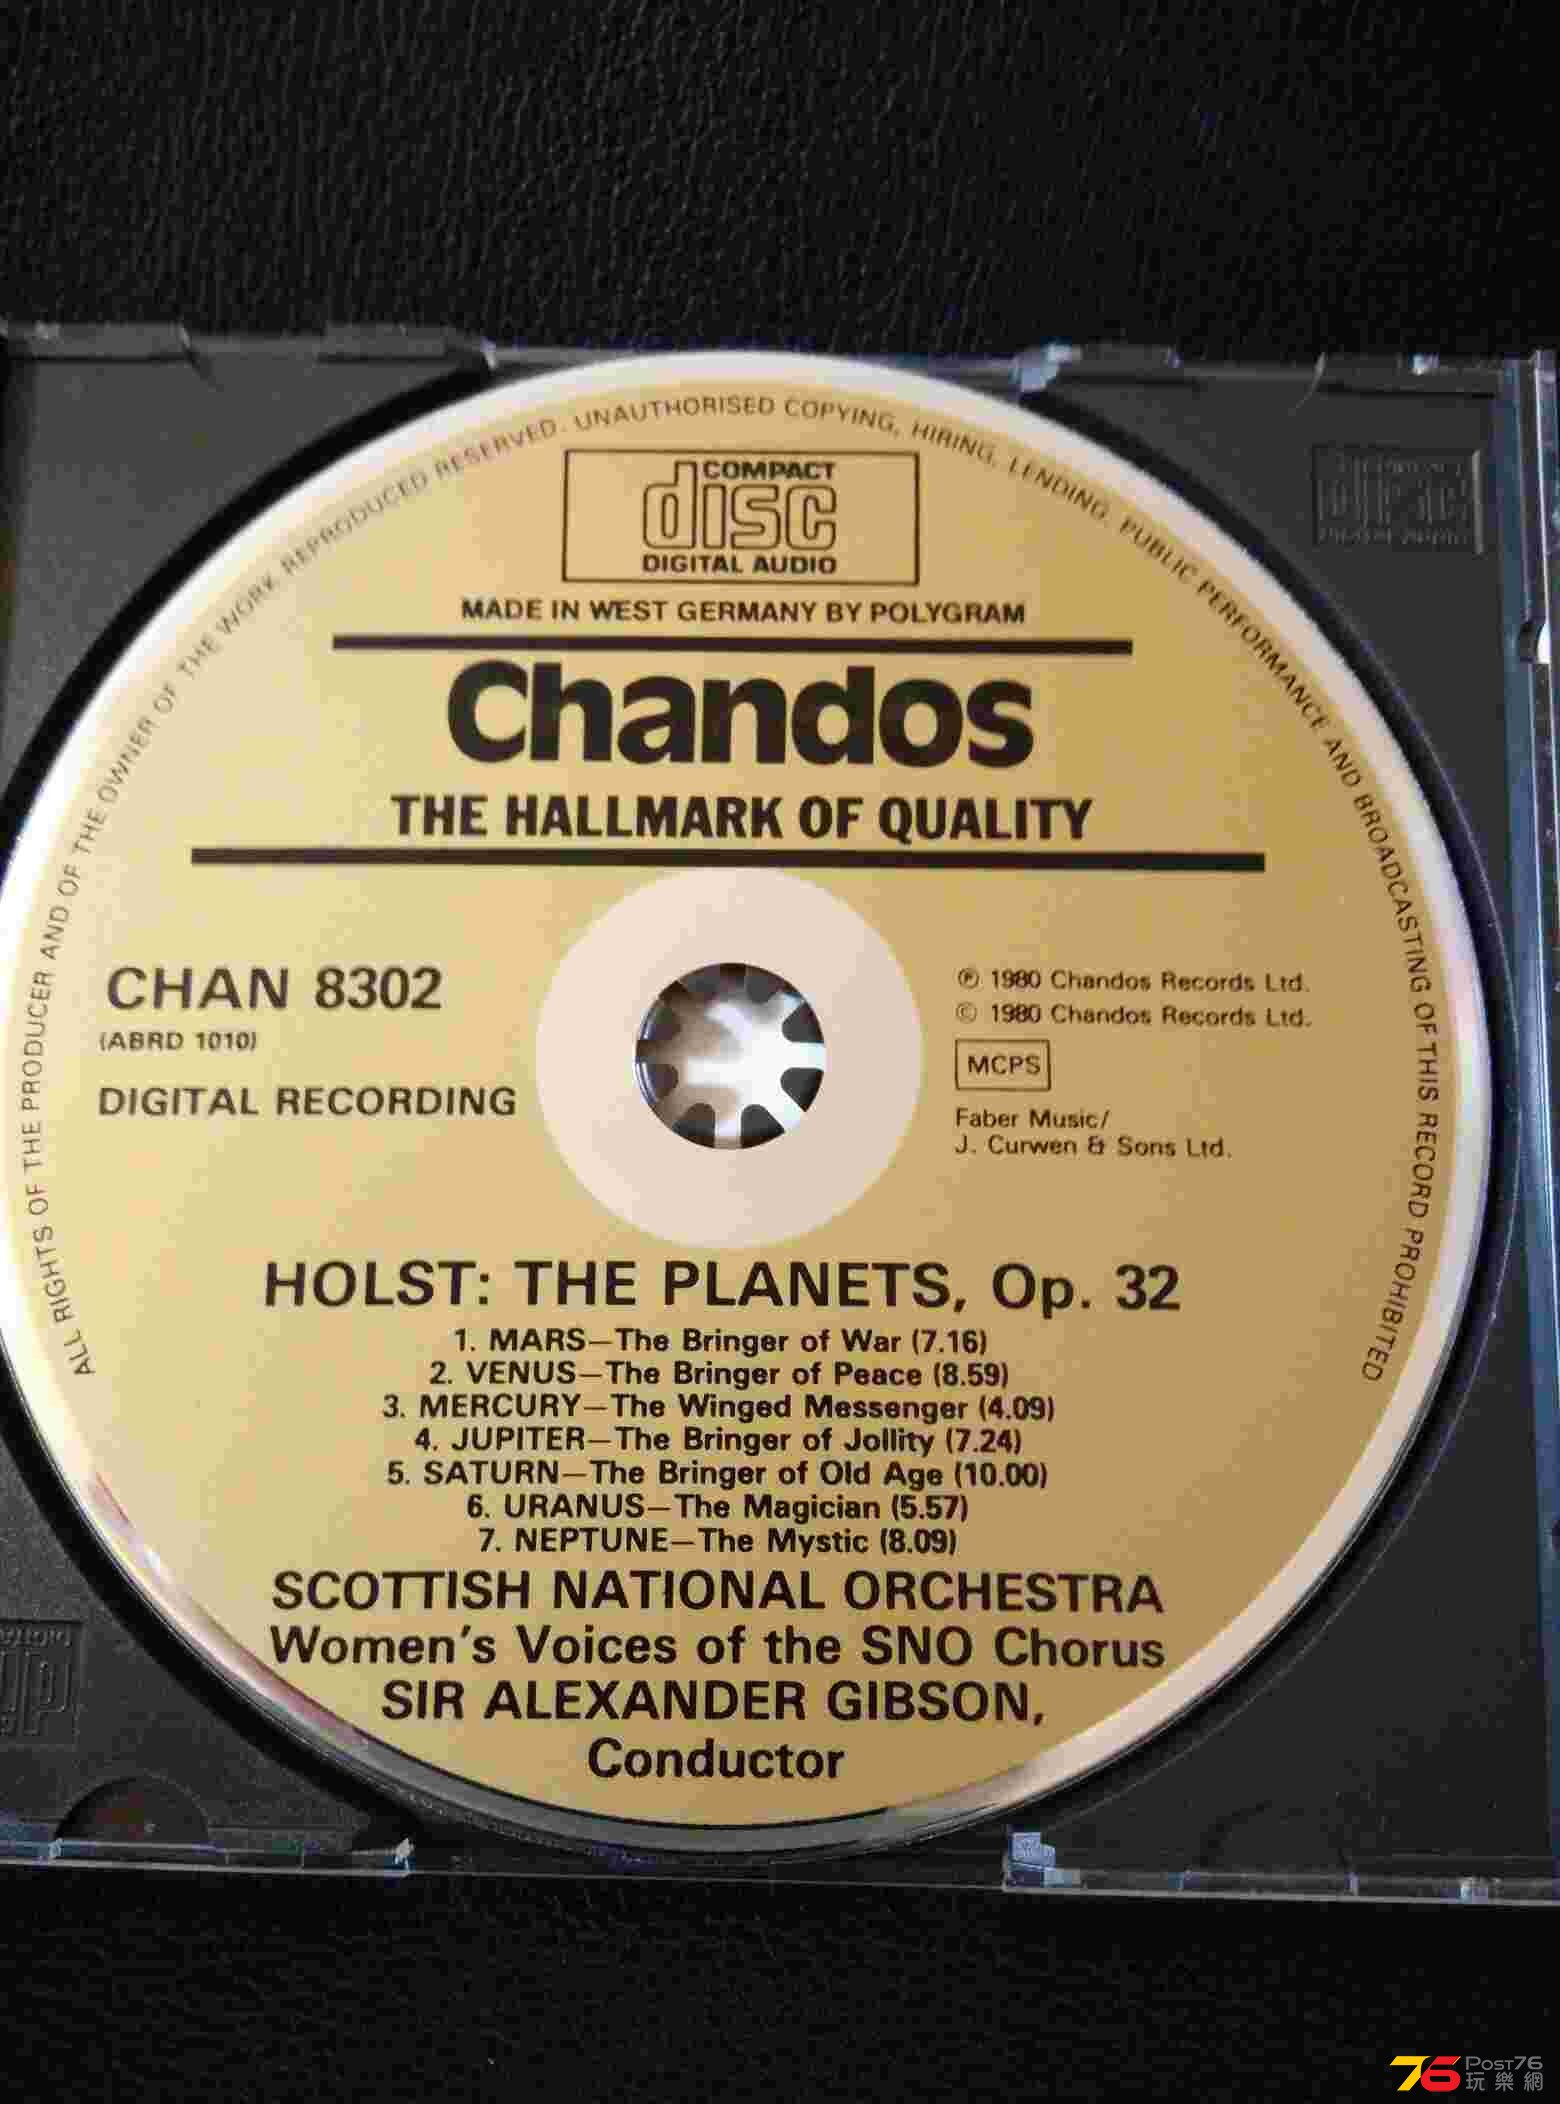 ALL RIGHTS OF THE PRODUCER AND OF THE OWNER OF THE WORK REPRODUCED RESERVED. UNAUTHORISED COPYING, HIRING, LENDING, PUBLIC PERFORMANCE AND BROADCASTING OF THIS RECORD PROHIBITED
COMPACT
disc
DIGITAL AUDIO
MADE IN WEST GERMANY BY POLYGRAM
Chandos
THE HALLMARK OF QUALITY
CHAN 8302
(ABRD 1010)
DIGITAL RECORDING
℗ 1980 Chandos Records Ltd.
© 1980 Chandos Records Ltd.
MCPS
Faber Music/
J. Curwen & Sons Ltd.
HOLST: THE PLANETS, Op. 32
1. MARS—The Bringer of War (7.16)
2. VENUS—The Bringer of Peace (8.59)
3. MERCURY—The Winged Messenger (4.09)
4. JUPITER—The Bringer of Jollity (7.24)
5. SATURN—The Bringer of Old Age (10.00)
6. URANUS—The Magician (5.57)
7. NEPTUNE—The Mystic (8.09)
SCOTTISH NATIONAL ORCHESTRA
Women's Voices of the SNO Chorus
SIR ALEXANDER GIBSON,
Conductor
76 POST76
玩樂網